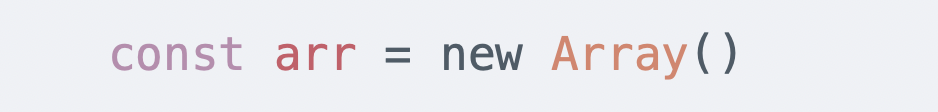 const arr = new Array()